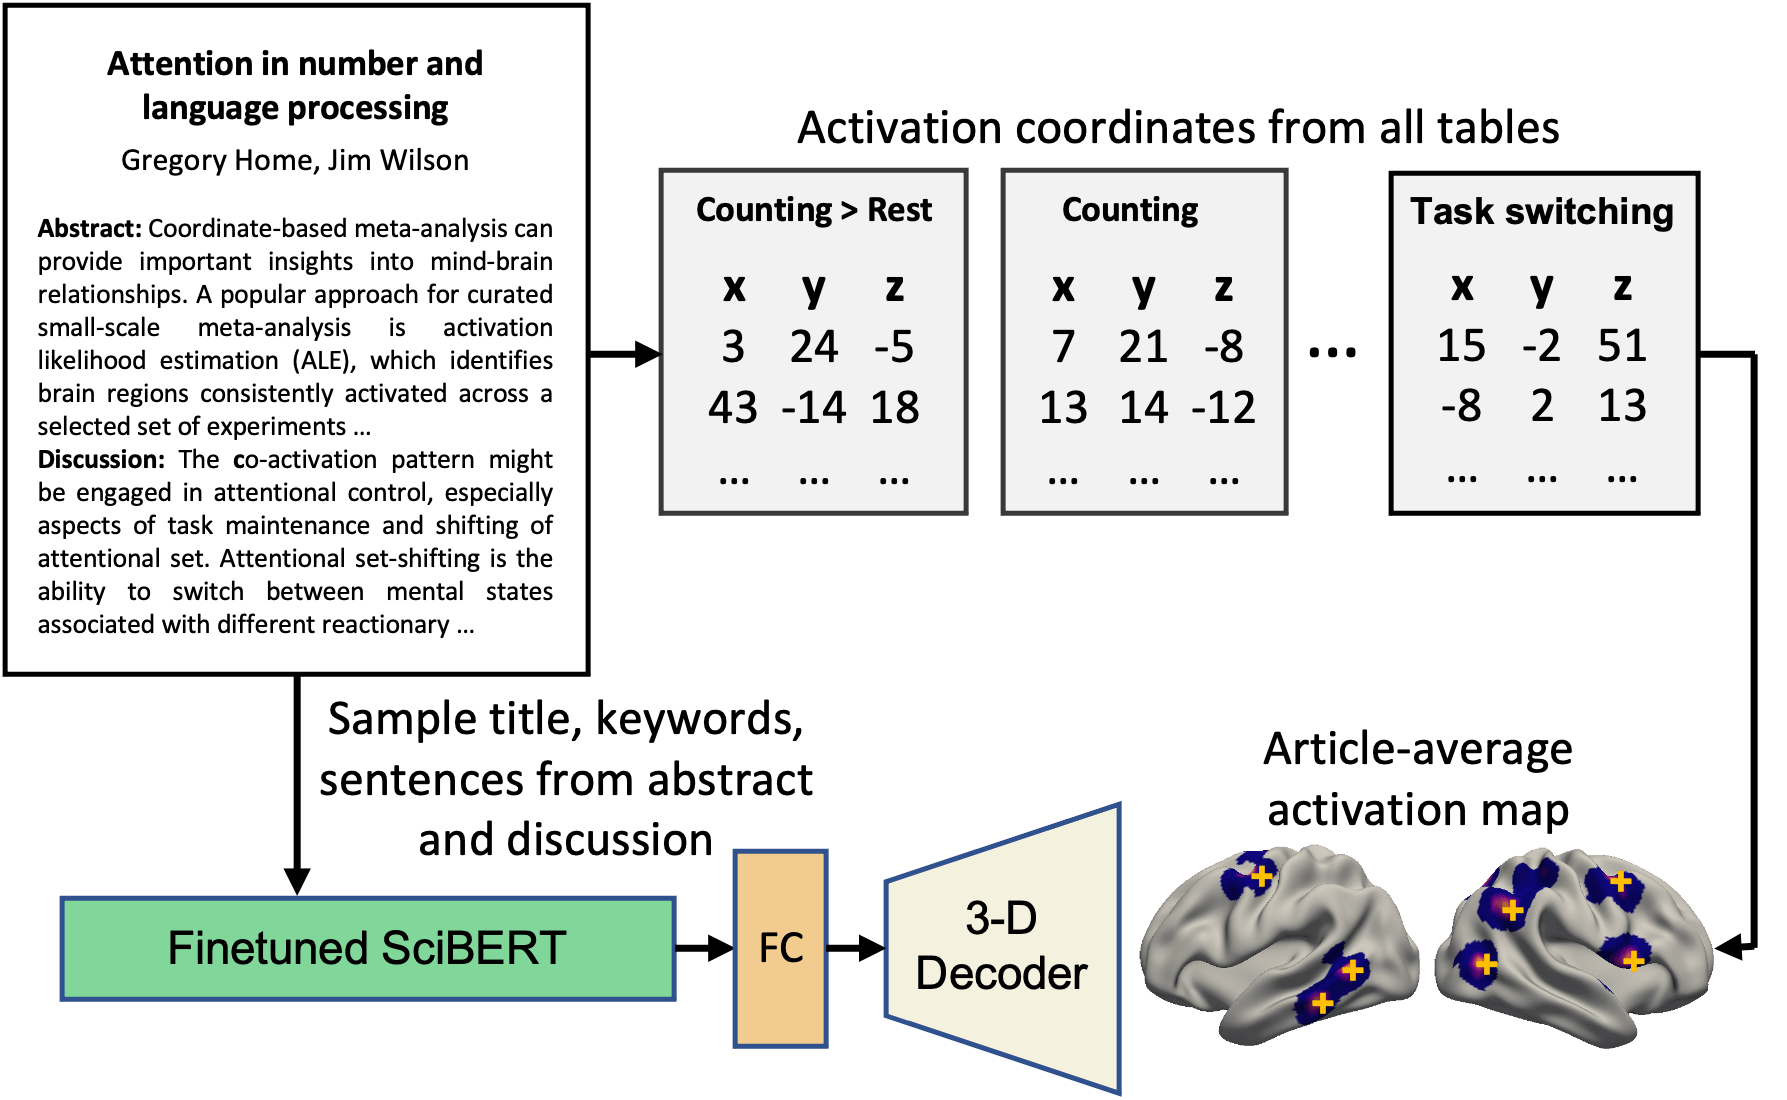 Attention in number and
language processing
Gregory Home, Jim Wilson
Abstract: Coordinate-based meta-analysis can
provide important insights into mind-brain
relationships. A popular approach for curated
small-scale meta-analysis is activation
likelihood estimation (ALE), which identifies
brain regions consistently activated across a
selected set of experiments ...
Discussion: The co-activation pattern might
be engaged in attentional control, especially
aspects of task maintenance and shifting of
attentional set. Attentional set-shifting is the
ability to switch between mental states
associated with different reactionary ...
Activation coordinates from all tables
Counting > Rest
x y z
3 24 -5
43 -14 18
... ... ...
Counting
x y z
7 21 -8
13 14 -12
... ... ...
...
Task switching
x y z
15 -2 51
-8 2 13
... ... ...
Sample title, keywords,
sentences from abstract
and discussion
Finetuned SciBERT
FC
3-D
Decoder
Article-average
activation map